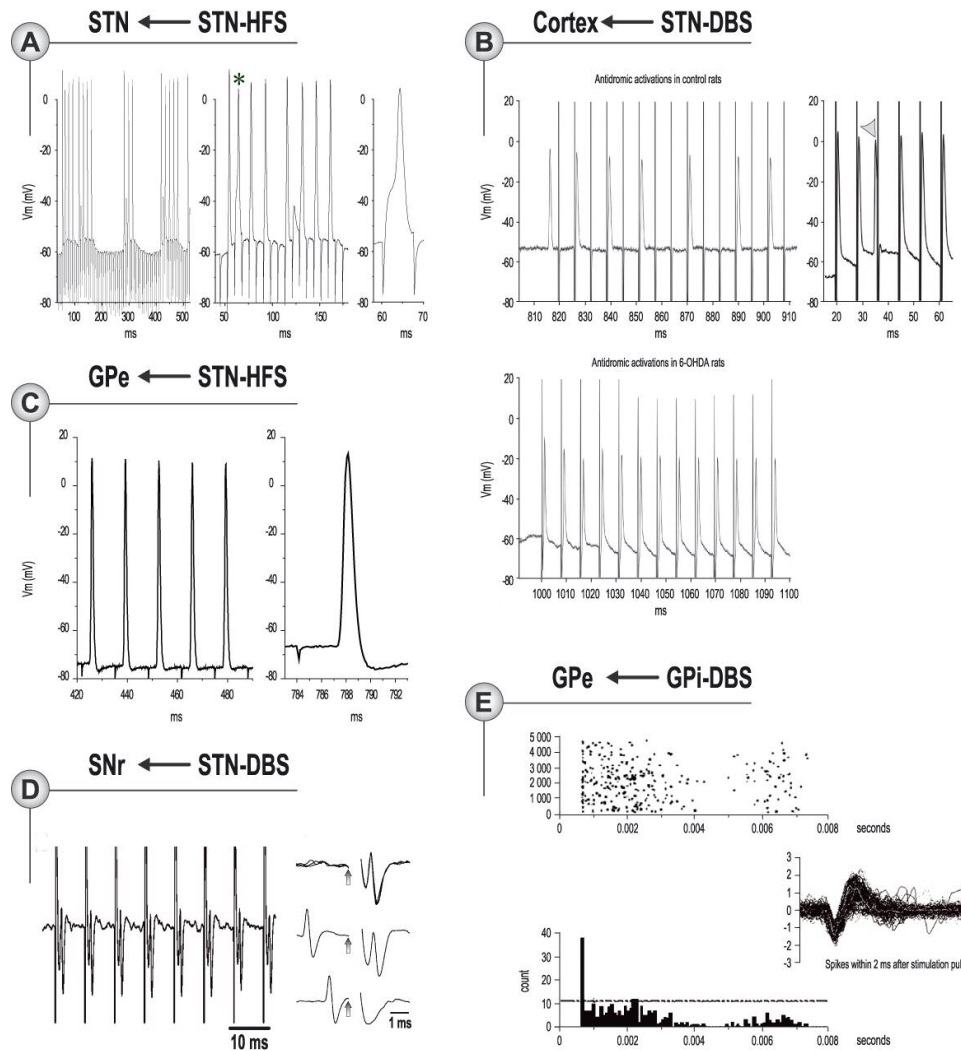 A
STN ← STN-HFS
*
20
0
-20
-40
-60
-80
Vm (mV)
100 200 300 400 500
ms
0
-20
-40
-60
-80
50 100 150
ms
0
-20
-40
-60
-80
60 70
ms
B
Cortex ← STN-DBS
Antidromic activations in control rats
20
0
-20
-40
-60
-80
Vm (mV)
810 820 830 840 850 860 870 880 890 900 910
ms
20
0
-20
-40
-60
-80
20 30 40 50 60
ms
Antidromic activations in 6-OHDA rats
20
0
-20
-40
-60
-80
Vm (mV)
1000 1010 1020 1030 1040 1050 1060 1070 1080 1090 1100
ms
C
GPe ← STN-HFS
20
0
-20
-40
-60
-80
Vm (mV)
420 440 460 480
ms
20
0
-20
-40
-60
-80
784 786 788 790 792
ms
D
SNr ← STN-DBS
10 ms
1 ms
E
GPe ← GPi-DBS
5 000
4 000
3 000
2 000
1 000
0
0 0.002 0.004 0.006 0.008 seconds
3
2
1
0
-1
-2
-3
Spikes within 2 ms after stimulation pul
40
30
20
10
0
count
0 0.002 0.004 0.006 0.008 seconds